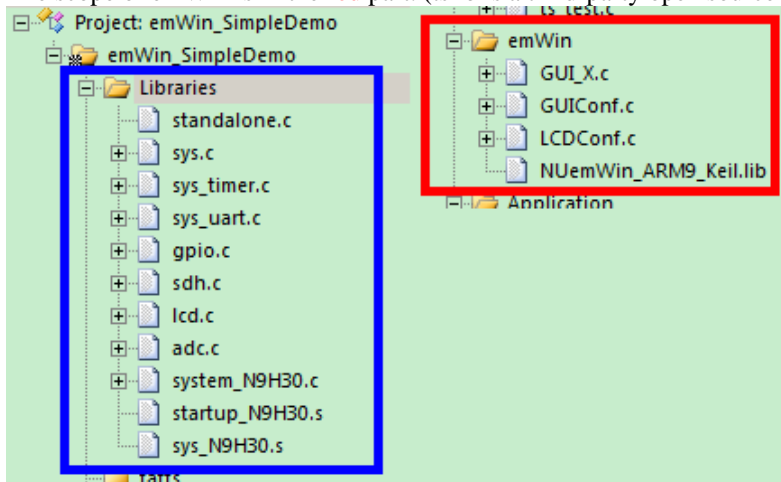 Project: emWin_SimpleDemo
emWin_SimpleDemo
Libraries
standalone.c
sys.c
sys_timer.c
sys_uart.c
gpio.c
sdh.c
lcd.c
adc.c
system_N9H30.c
startup_N9H30.s
sys_N9H30.s
ts_test.c
emWin
GUI_X.c
GUIConf.c
LCDConf.c
NUemWin_ARM9_Keil.lib
Application